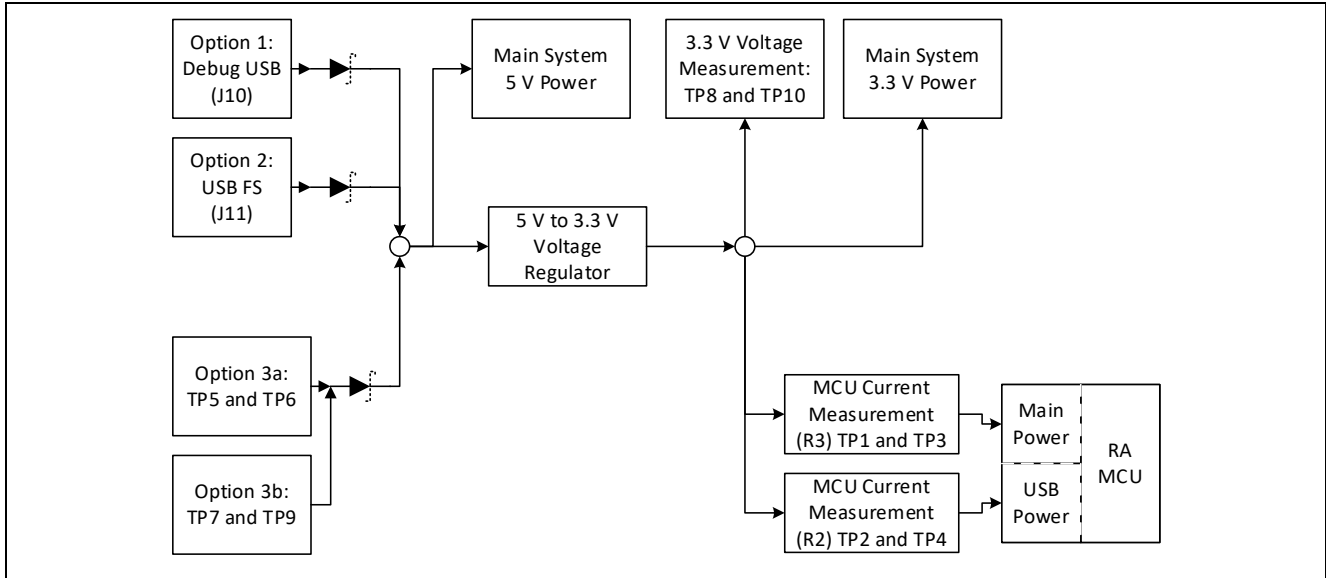 Option 1:
Debug USB
(J10)
Main System
5 V Power
3.3 V Voltage
Measurement:
TP8 and TP10
Main System
3.3 V Power
Option 2:
USB FS
(J11)
5 V to 3.3 V
Voltage
Regulator
Option 3a:
TP5 and TP6
Option 3b:
TP7 and TP9
MCU Current
Measurement
(R3) TP1 and TP3
MCU Current
Measurement
(R2) TP2 and TP4
Main
Power
USB
Power
RA
MCU